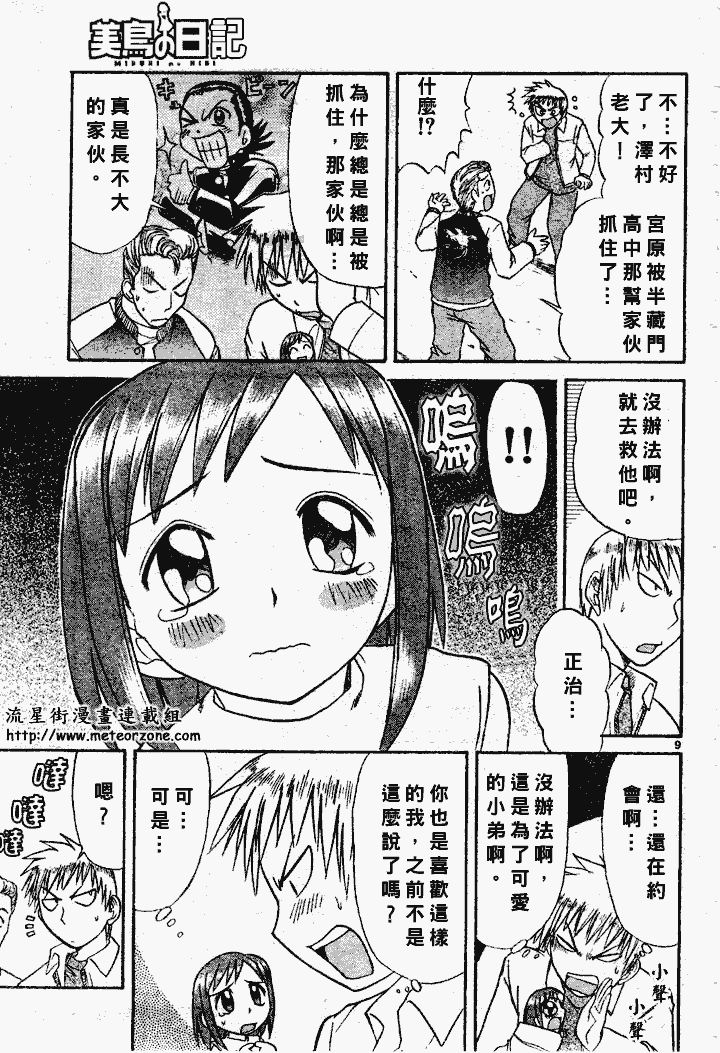 美鳥の日記
MIDORI no HIBI
不…不好
了，澤村
老大！
宮原被半藏門
高中那幫家伙
抓住了…
什麼!?
キュピーン
為什麼總是總是被
抓住，那家伙啊…
真是長不大
的家伙。
沒辦法啊，
就去救他吧。
!!
嗚
嗚
嗚
正治…
流星街漫畫連載組
http://www.meteorzone.com
9
還…還在約
會啊…
沒辦法啊，
這是為了可愛
的小弟啊。
小聲
小聲
你也是喜歡這樣
的我，之前不是
這麼說了嗎？
可…
可是…
嗯？
噠
噠
噠